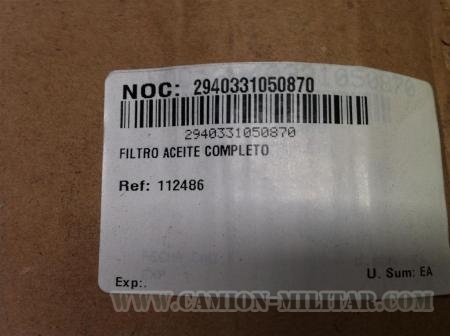 NOC: 2940331050870
2940331050870
FILTRO ACEITE COMPLETO
Ref: 112486
U. Sum: EA
Exp:.
WWW.CAMION-MILITAR.COM